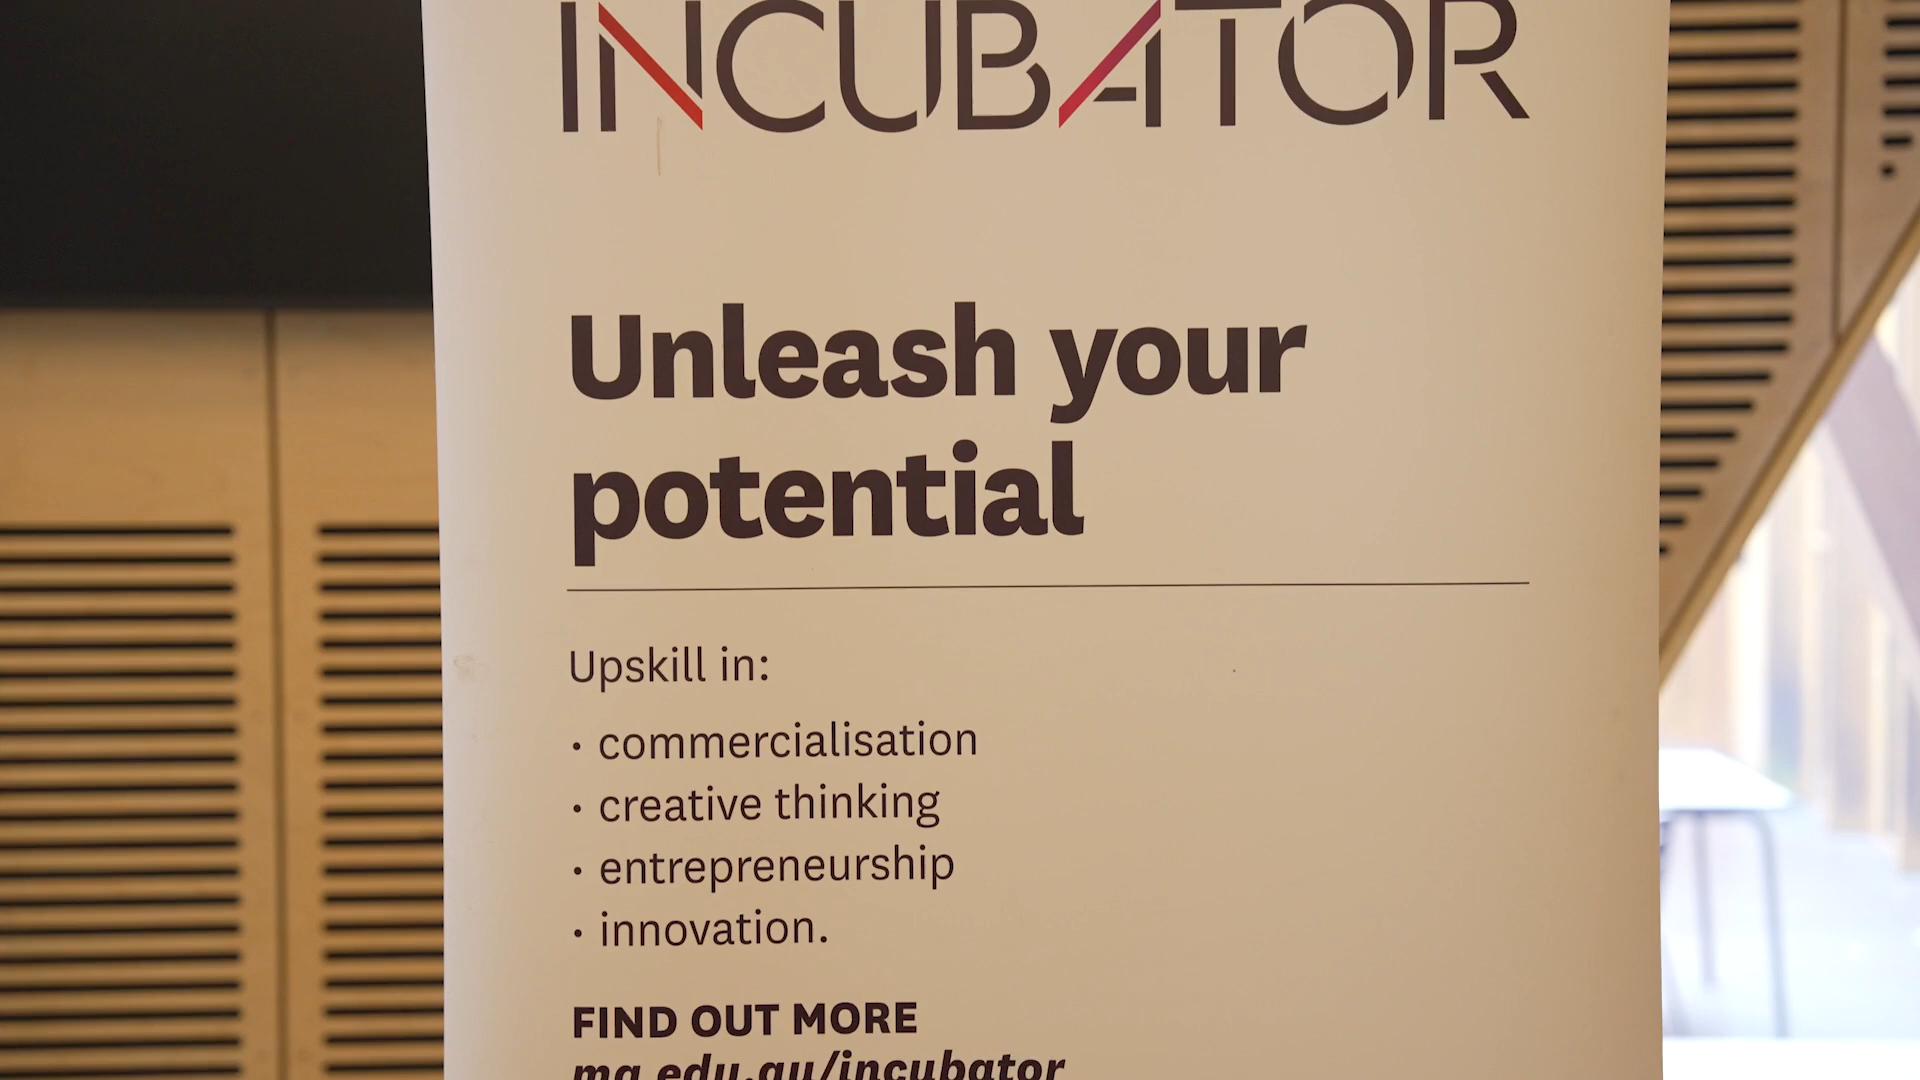 INCUBATOR
Unleash your
potential
Upskill in:
• commercialisation
• creative thinking
• entrepreneurship
• innovation.
FIND OUT MORE
mq.edu.au/incubator